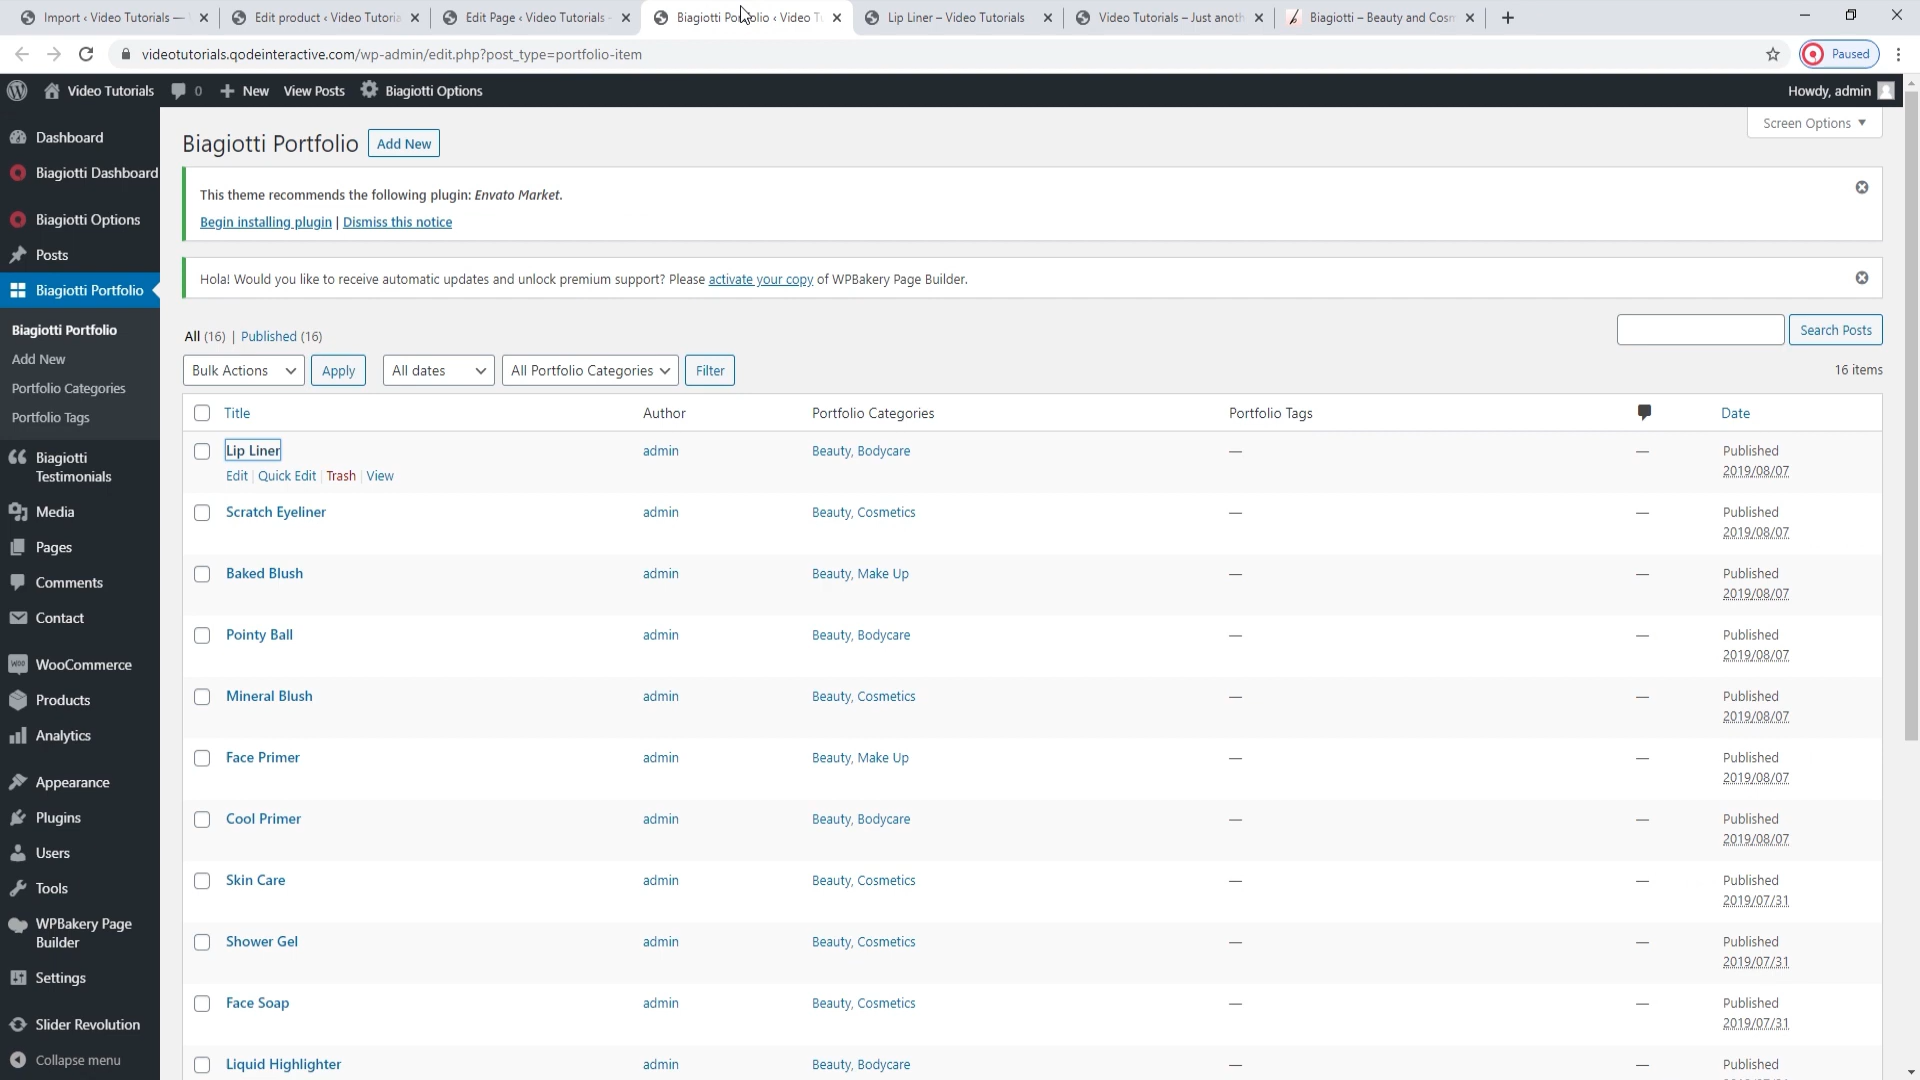 Import ‹ Video Tutorials —
Edit product ‹ Video Tutoria
Edit Page ‹ Video Tutorials -
Biagiotti Portfolio ‹ Video Tu
Lip Liner – Video Tutorials
Video Tutorials – Just anoth
Biagiotti – Beauty and Cosm
videotutorials.qodeinteractive.com/wp-admin/edit.php?post_type=portfolio-item
Paused
Video Tutorials
0
New
View Posts
Biagiotti Options
Howdy, admin
Dashboard
Biagiotti Dashboard
Biagiotti Options
Posts
Biagiotti Portfolio
Biagiotti Portfolio
Add New
Portfolio Categories
Portfolio Tags
Biagiotti
Testimonials
Media
Pages
Comments
Contact
WooCommerce
Products
Analytics
Appearance
Plugins
Users
Tools
WPBakery Page
Builder
Settings
Slider Revolution
Collapse menu
Screen Options
Biagiotti Portfolio Add New
This theme recommends the following plugin: Envato Market.
Begin installing plugin | Dismiss this notice
Hola! Would you like to receive automatic updates and unlock premium support? Please activate your copy of WPBakery Page Builder.
All (16) | Published (16)
Search Posts
Bulk Actions Apply All dates All Portfolio Categories Filter
16 items
Title Author Portfolio Categories Portfolio Tags Date
Lip Liner admin Beauty, Bodycare — — Published
Edit | Quick Edit | Trash | View 2019/08/07
Scratch Eyeliner admin Beauty, Cosmetics — — Published
2019/08/07
Baked Blush admin Beauty, Make Up — — Published
2019/08/07
Pointy Ball admin Beauty, Bodycare — — Published
2019/08/07
Mineral Blush admin Beauty, Cosmetics — — Published
2019/08/07
Face Primer admin Beauty, Make Up — — Published
2019/08/07
Cool Primer admin Beauty, Bodycare — — Published
2019/08/07
Skin Care admin Beauty, Cosmetics — — Published
2019/07/31
Shower Gel admin Beauty, Cosmetics — — Published
2019/07/31
Face Soap admin Beauty, Cosmetics — — Published
2019/07/31
Liquid Highlighter admin Beauty, Bodycare — — Published